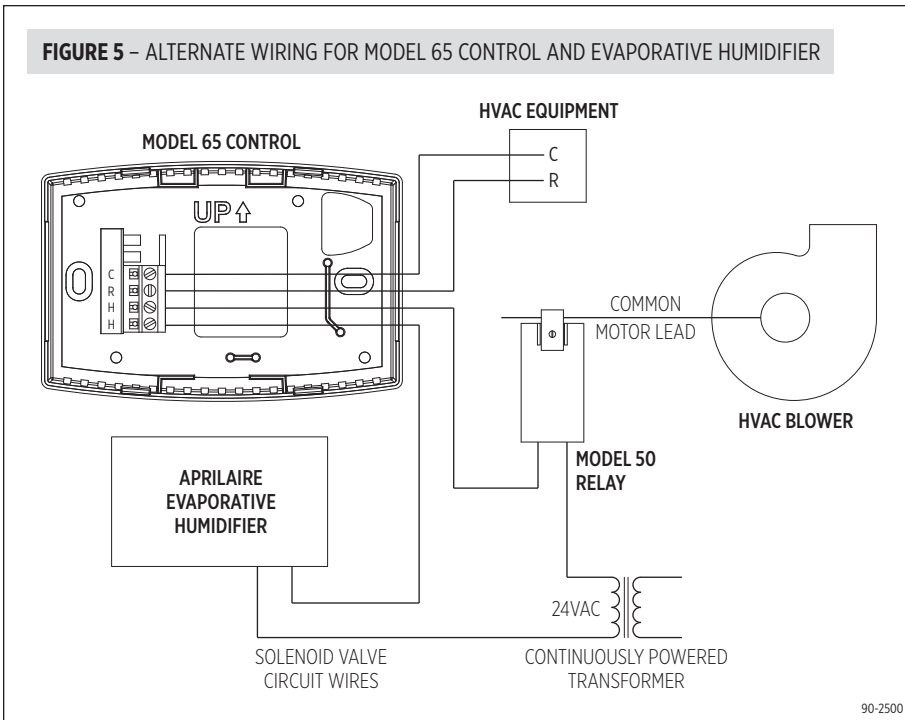 FIGURE 5 – ALTERNATE WIRING FOR MODEL 65 CONTROL AND EVAPORATIVE HUMIDIFIER
HVAC EQUIPMENT
C
R
MODEL 65 CONTROL
UP
C
R
H
H
COMMON
MOTOR LEAD
HVAC BLOWER
MODEL 50
RELAY
APRILAIRE
EVAPORATIVE
HUMIDIFIER
24VAC
SOLENOID VALVE
CIRCUIT WIRES
CONTINUOUSLY POWERED
TRANSFORMER
90-2500